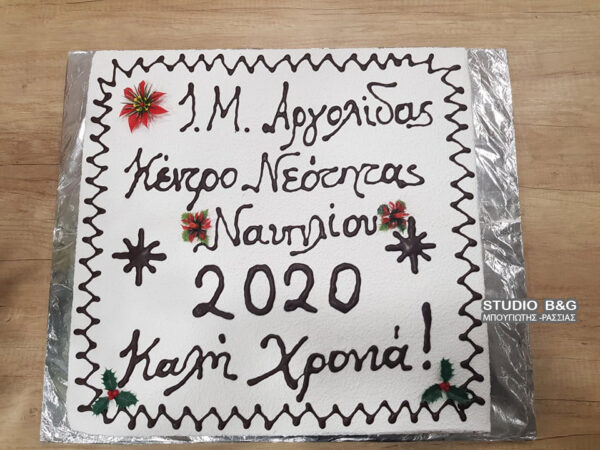 Ι.Μ. Αργολίδας
Κέντρο Νεότητας
Ναυπλίου
2020
Καλή Χρονιά!
STUDIO B&G
ΜΠΟΥΓΙΩΤΗΣ -ΡΑΣΣΙΑΣ